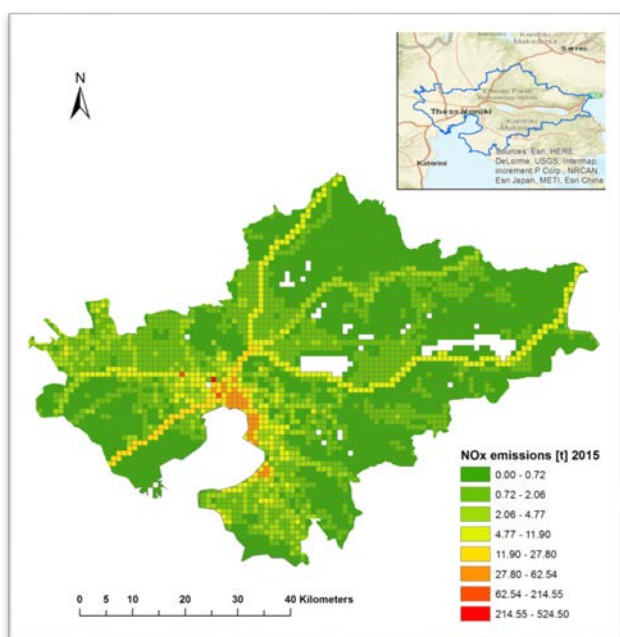 N
Serres
Thessaloniki
Katerini
Sources: Esri, HERE,
DeLorme, USGS, Intermap,
increment P Corp., NRCAN,
Esri Japan, METI, Esri China
NOx emissions [t] 2015
0.00 - 0.72
0.72 - 2.06
2.06 - 4.77
4.77 - 11.90
11.90 - 27.80
27.80 - 62.54
62.54 - 214.55
214.55 - 524.50
0 5 10 20 30 40 Kilometers